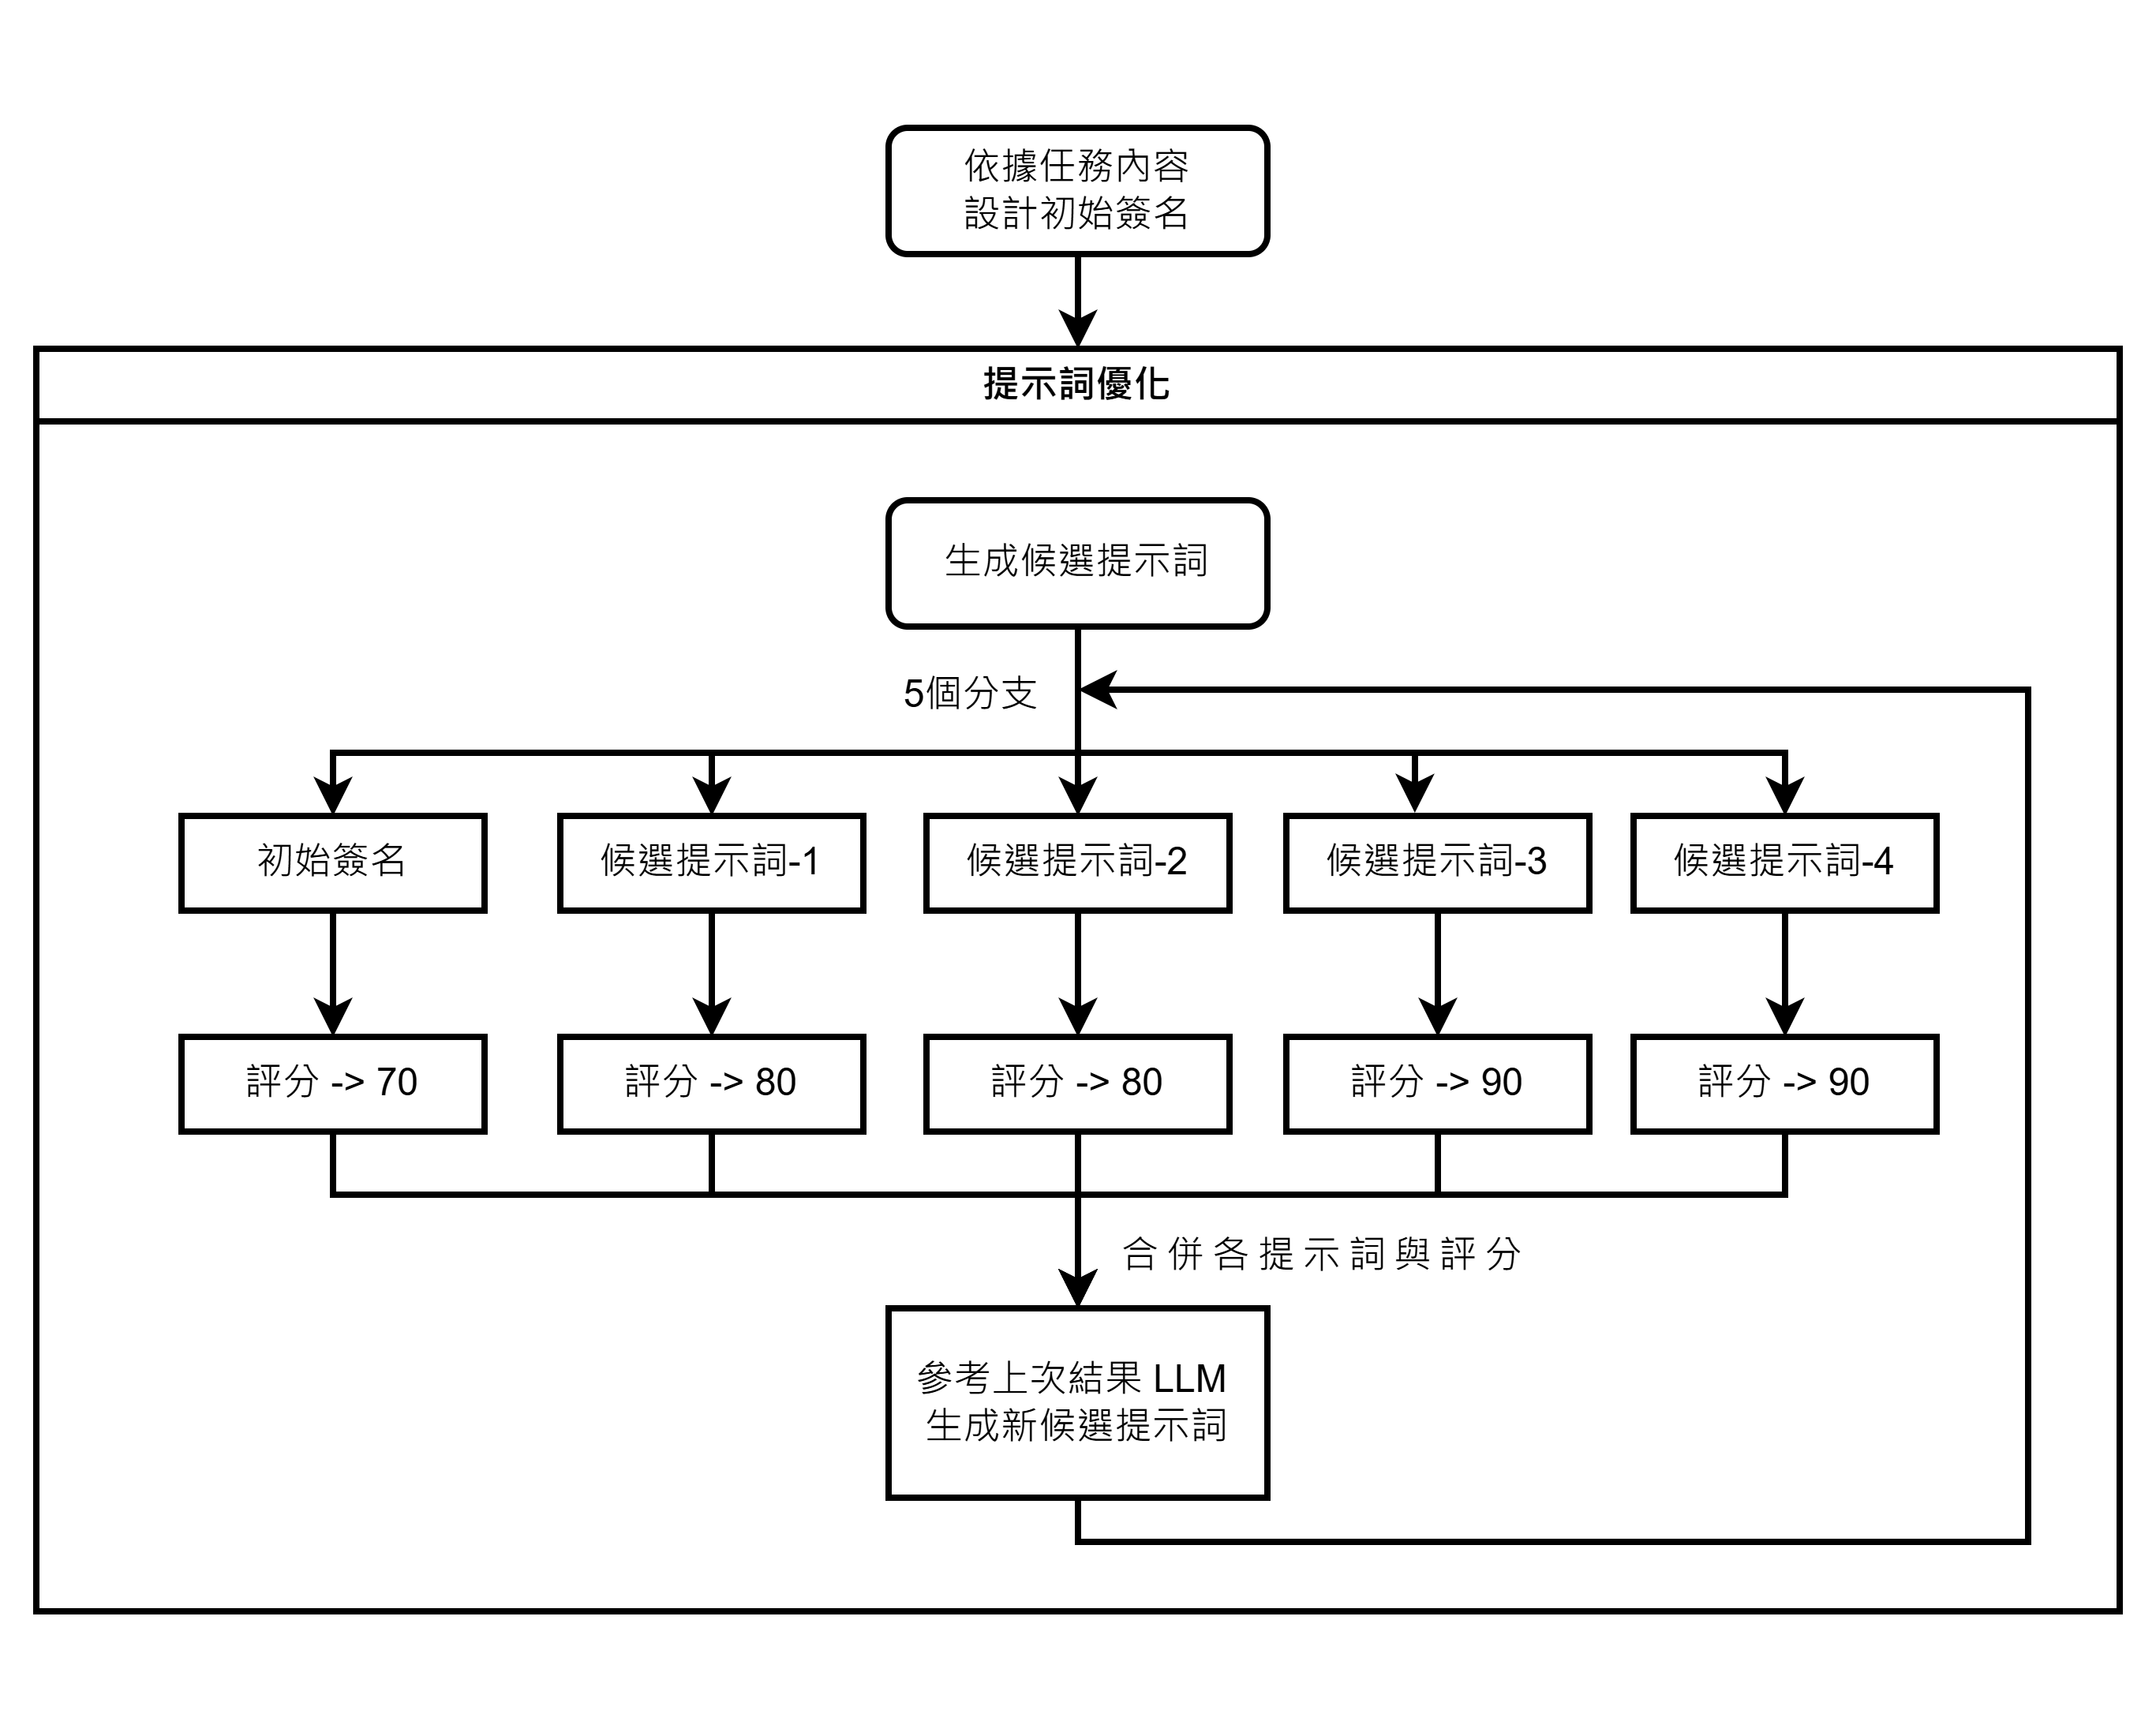 依據任務內容
設計初始簽名
提示詞優化
生成候選提示詞
5個分支
初始簽名
候選提示詞-1
候選提示詞-2
候選提示詞-3
候選提示詞-4
評分 -> 70
評分 -> 80
評分 -> 80
評分 -> 90
評分 -> 90
合併各提示詞與評分
參考上次結果 LLM
生成新候選提示詞